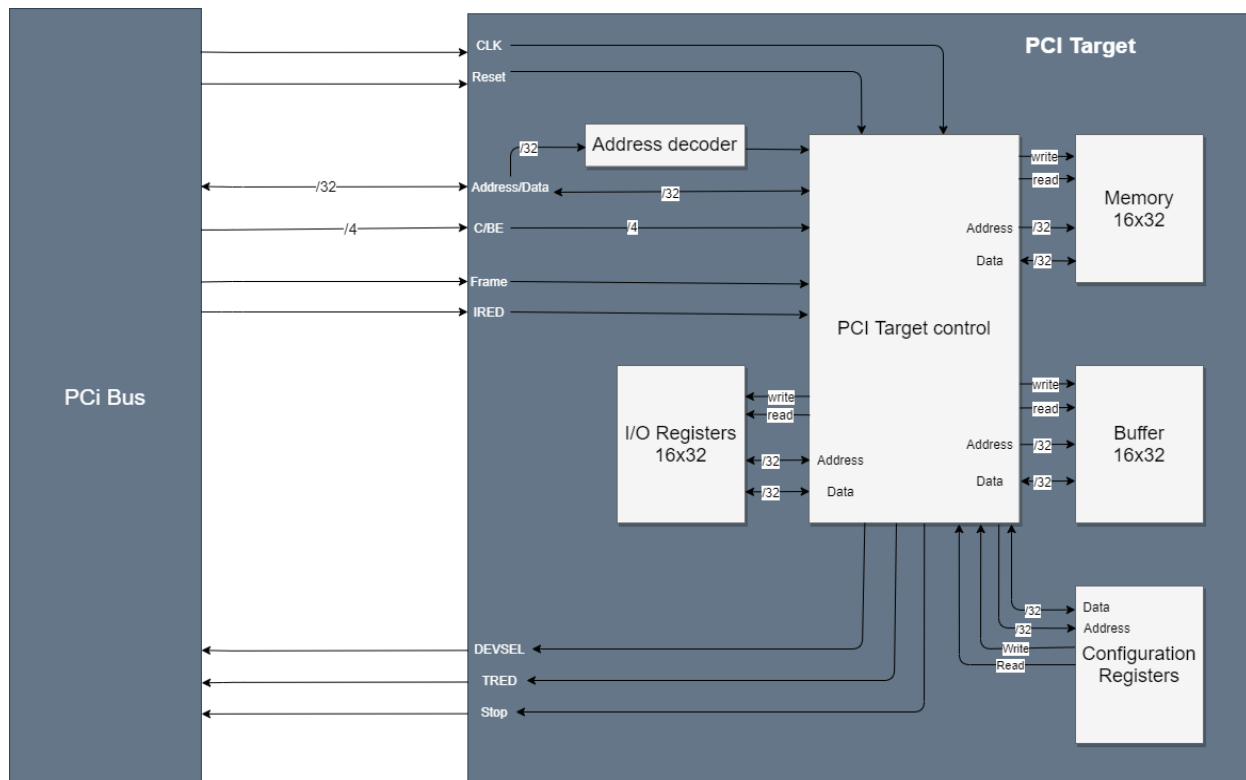 PCi Bus
PCI Target
CLK
Reset
/32
Address decoder
/32
Address/Data
/32
/4
C/BE
/4
Frame
IRED
PCI Target control
write
read
Address
/32
Data
/32
Memory
16x32
write
read
Address
/32
Data
/32
Buffer
16x32
I/O Registers
16x32
write
read
/32
Address
/32
Data
/32
Data
/32
Address
Write
Read
Configuration
Registers
DEVSEL
TRED
Stop